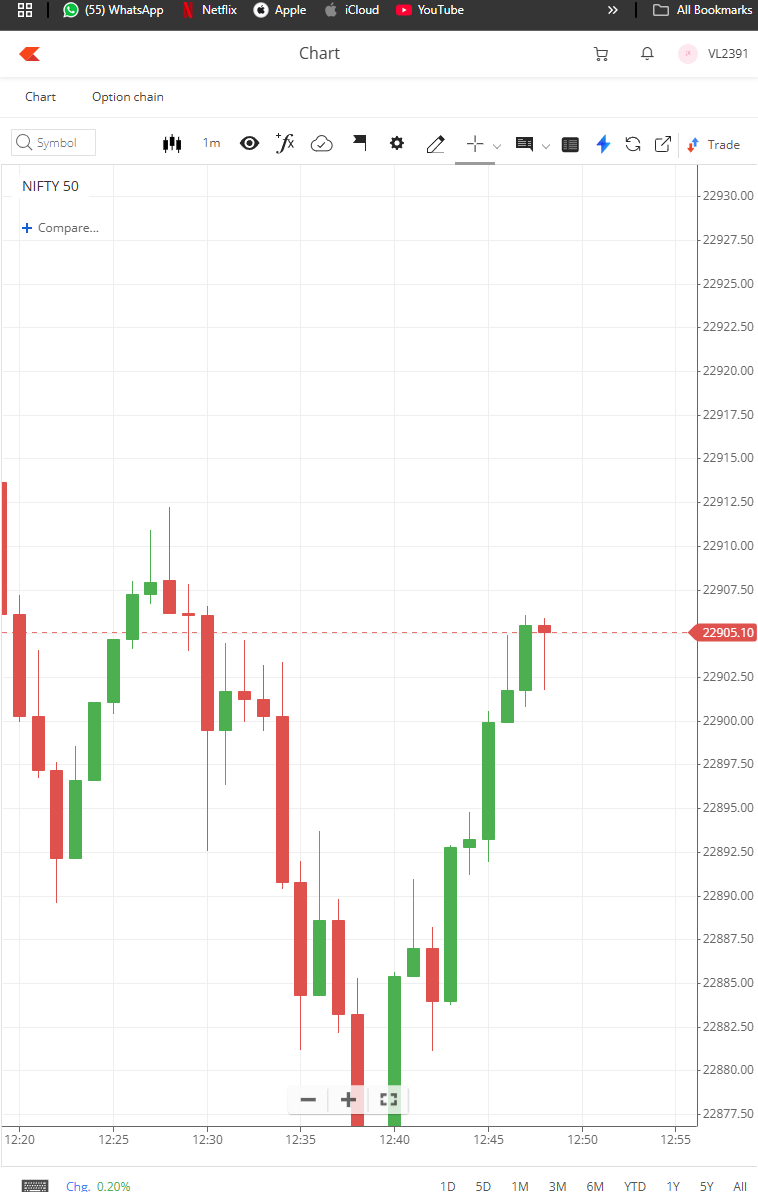 (55) WhatsApp Netflix Apple iCloud YouTube » All Bookmarks
Chart VL2391
Chart Option chain
Symbol 1m fx Trade
NIFTY 50
Compare...
22930.00
22927.50
22925.00
22922.50
22920.00
22917.50
22915.00
22912.50
22910.00
22907.50
22905.10
22902.50
22900.00
22897.50
22895.00
22892.50
22890.00
22887.50
22885.00
22882.50
22880.00
22877.50
12:20 12:25 12:30 12:35 12:40 12:45 12:50 12:55
Chg. 0.20% 1D 5D 1M 3M 6M YTD 1Y 5Y All